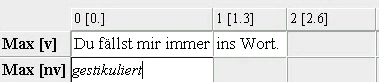 0 [0.] 1 [1.3] 2 [2.6]
Max [v] Du fällst mir immer ins Wort.
Max [nv] gestikuliert